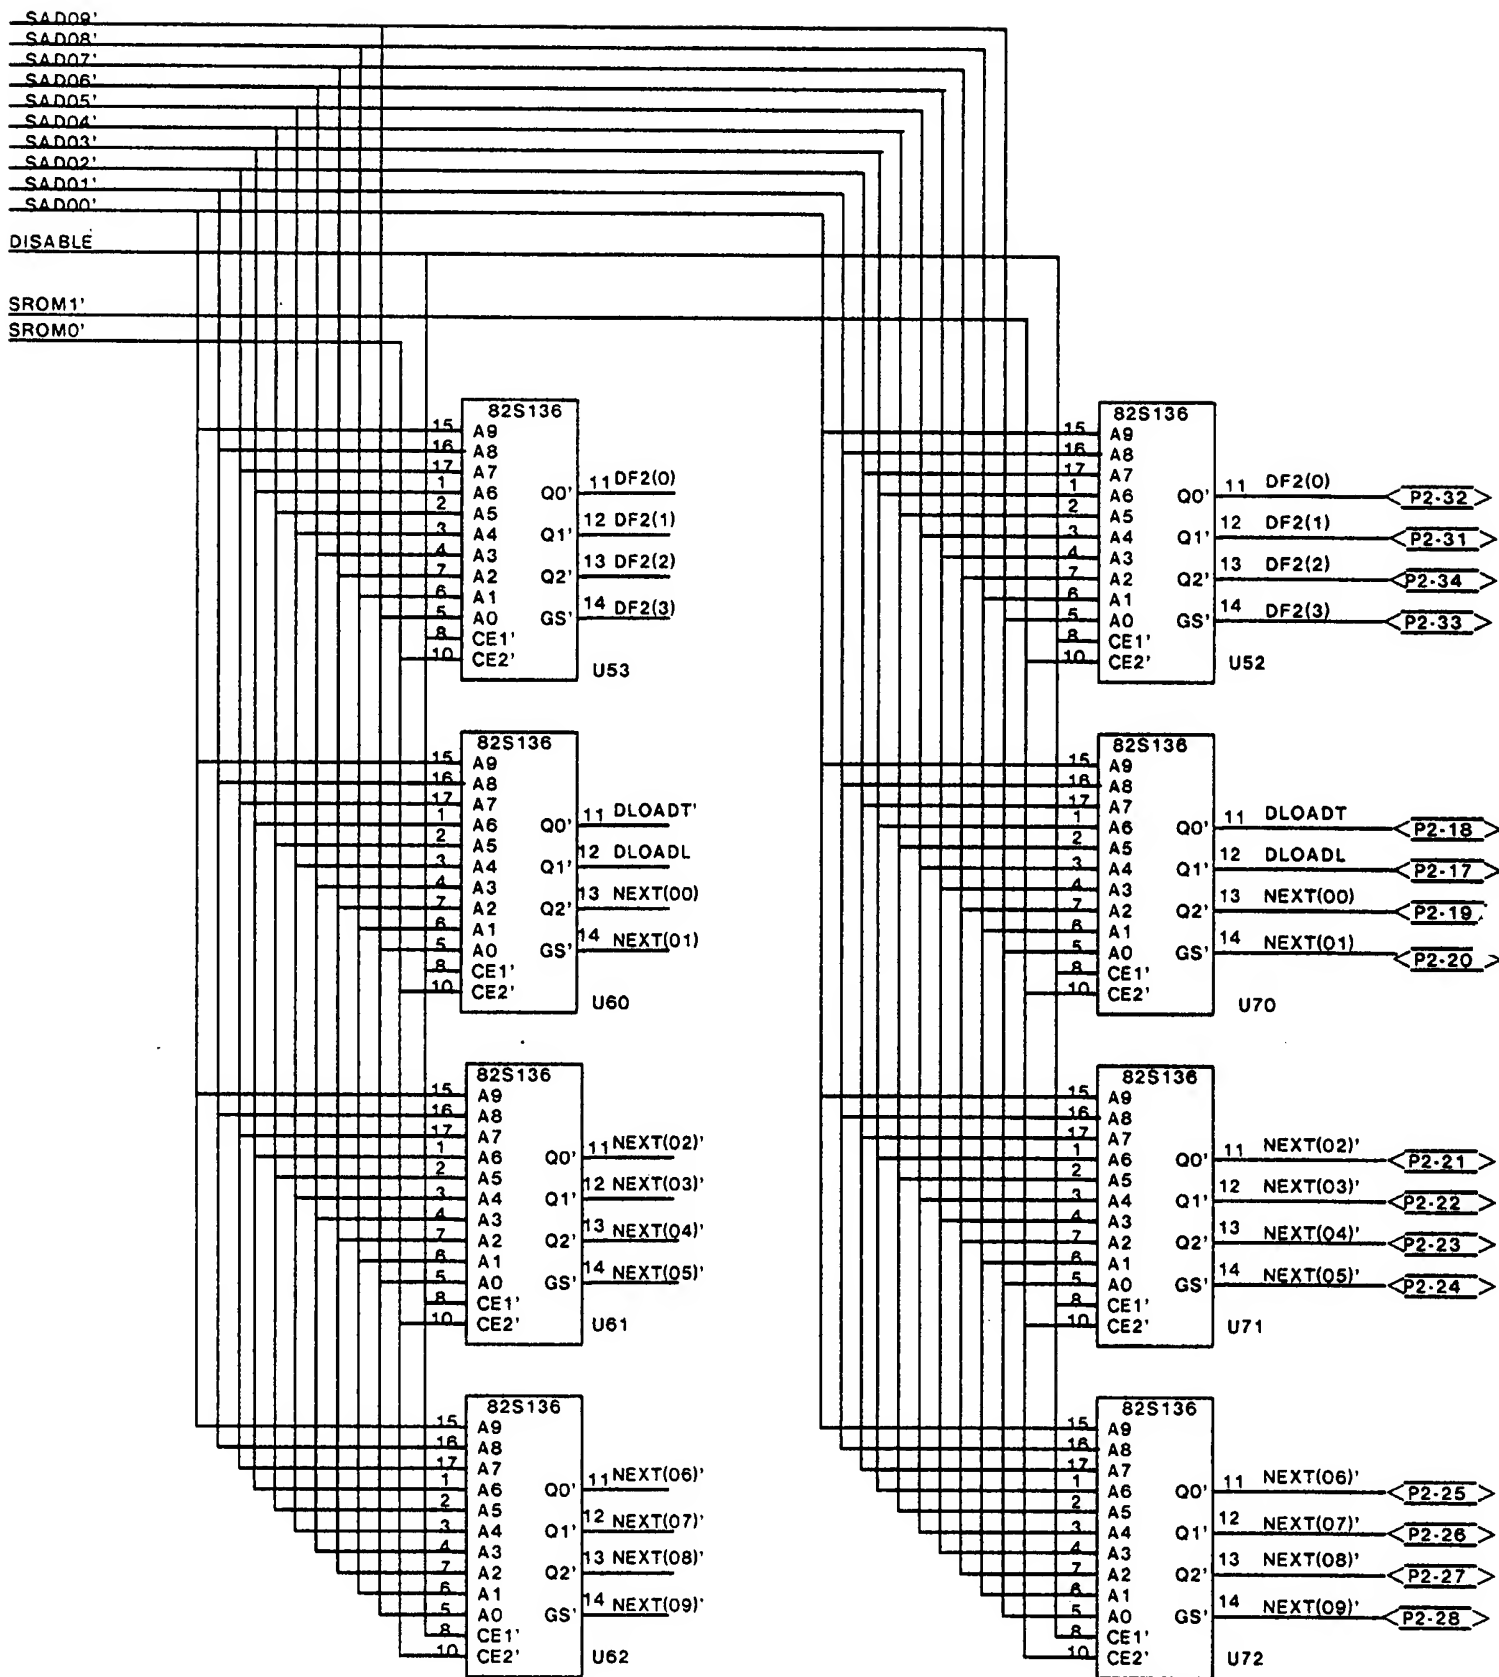 SAD09'
SAD08'
SAD07'
SAD06'
SAD05'
SAD04'
SAD03'
SAD02'
SAD01'
SAD00'
DISABLE
SROM1'
SROM0'
82S136
15 A9
16 A8
17 A7
1 A6 Q0' 11 DF2(0)
2 A5
3 A4 Q1' 12 DF2(1)
4 A3
7 A2 Q2' 13 DF2(2)
6 A1
5 A0 GS' 14 DF2(3)
8 CE1'
10 CE2'
U53
82S136
15 A9
16 A8
17 A7
1 A6 Q0' 11 DF2(0) P2-32
2 A5
3 A4 Q1' 12 DF2(1) P2-31
4 A3
7 A2 Q2' 13 DF2(2) P2-34
6 A1
5 A0 GS' 14 DF2(3) P2-33
8 CE1'
10 CE2'
U52
82S136
15 A9
16 A8
17 A7
1 A6 Q0' 11 DLOADT'
2 A5
3 A4 Q1' 12 DLOADL
4 A3
7 A2 Q2' 13 NEXT(00)
6 A1
5 A0 GS' 14 NEXT(01)
8 CE1'
10 CE2'
U60
82S136
15 A9
16 A8
17 A7
1 A6 Q0' 11 DLOADT P2-18
2 A5
3 A4 Q1' 12 DLOADL P2-17
4 A3
7 A2 Q2' 13 NEXT(00) P2-19
6 A1
5 A0 GS' 14 NEXT(01) P2-20
8 CE1'
10 CE2'
U70
82S136
15 A9
16 A8
17 A7
1 A6 Q0' 11 NEXT(02)'
2 A5
3 A4 Q1' 12 NEXT(03)'
4 A3
7 A2 Q2' 13 NEXT(04)'
6 A1
5 A0 GS' 14 NEXT(05)'
8 CE1'
10 CE2'
U61
82S136
15 A9
16 A8
17 A7
1 A6 Q0' 11 NEXT(02)' P2-21
2 A5
3 A4 Q1' 12 NEXT(03)' P2-22
4 A3
7 A2 Q2' 13 NEXT(04)' P2-23
6 A1
5 A0 GS' 14 NEXT(05)' P2-24
8 CE1'
10 CE2'
U71
82S136
15 A9
16 A8
17 A7
1 A6 Q0' 11 NEXT(06)'
2 A5
3 A4 Q1' 12 NEXT(07)'
4 A3
7 A2 Q2' 13 NEXT(08)'
6 A1
5 A0 GS' 14 NEXT(09)'
8 CE1'
10 CE2'
U62
82S136
15 A9
16 A8
17 A7
1 A6 Q0' 11 NEXT(06)' P2-25
2 A5
3 A4 Q1' 12 NEXT(07)' P2-26
4 A3
7 A2 Q2' 13 NEXT(08)' P2-27
6 A1
5 A0 GS' 14 NEXT(09)' P2-28
8 CE1'
10 CE2'
U72